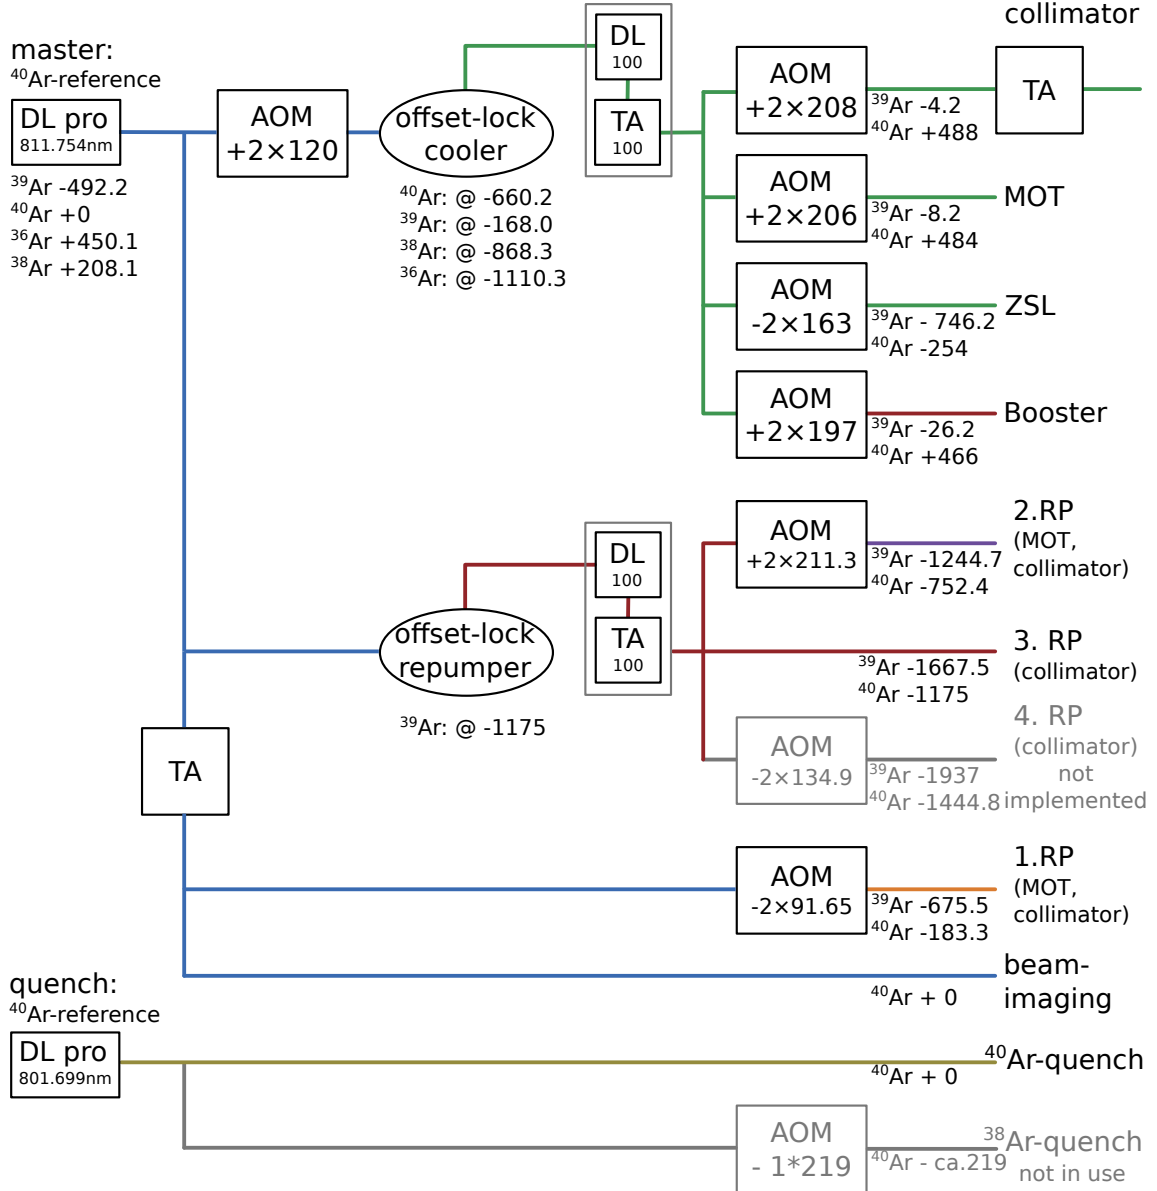 master:
⁴⁰Ar-reference
DL pro
811.754nm
³⁹Ar -492.2
⁴⁰Ar +0
³⁶Ar +450.1
³⁸Ar +208.1
AOM
+2×120
offset-lock
cooler
⁴⁰Ar: @ -660.2
³⁹Ar: @ -168.0
³⁸Ar: @ -868.3
³⁶Ar: @ -1110.3
DL
100
TA
100
AOM
+2×208
³⁹Ar -4.2
⁴⁰Ar +488
collimator
TA
AOM
+2×206
³⁹Ar -8.2
⁴⁰Ar +484
MOT
AOM
-2×163
³⁹Ar - 746.2
⁴⁰Ar -254
ZSL
AOM
+2×197
³⁹Ar -26.2
⁴⁰Ar +466
Booster
offset-lock
repumper
³⁹Ar: @ -1175
DL
100
TA
100
AOM
+2×211.3
³⁹Ar -1244.7
⁴⁰Ar -752.4
2.RP
(MOT,
collimator)
³⁹Ar -1667.5
⁴⁰Ar -1175
3. RP
(collimator)
AOM
-2×134.9
³⁹Ar -1937
⁴⁰Ar -1444.8
4. RP
(collimator)
not
implemented
TA
AOM
-2×91.65
³⁹Ar -675.5
⁴⁰Ar -183.3
1.RP
(MOT,
collimator)
⁴⁰Ar + 0
beam-
imaging
quench:
⁴⁰Ar-reference
DL pro
801.699nm
⁴⁰Ar + 0
⁴⁰Ar-quench
AOM
- 1*219
⁴⁰Ar - ca.219
³⁸Ar-quench
not in use